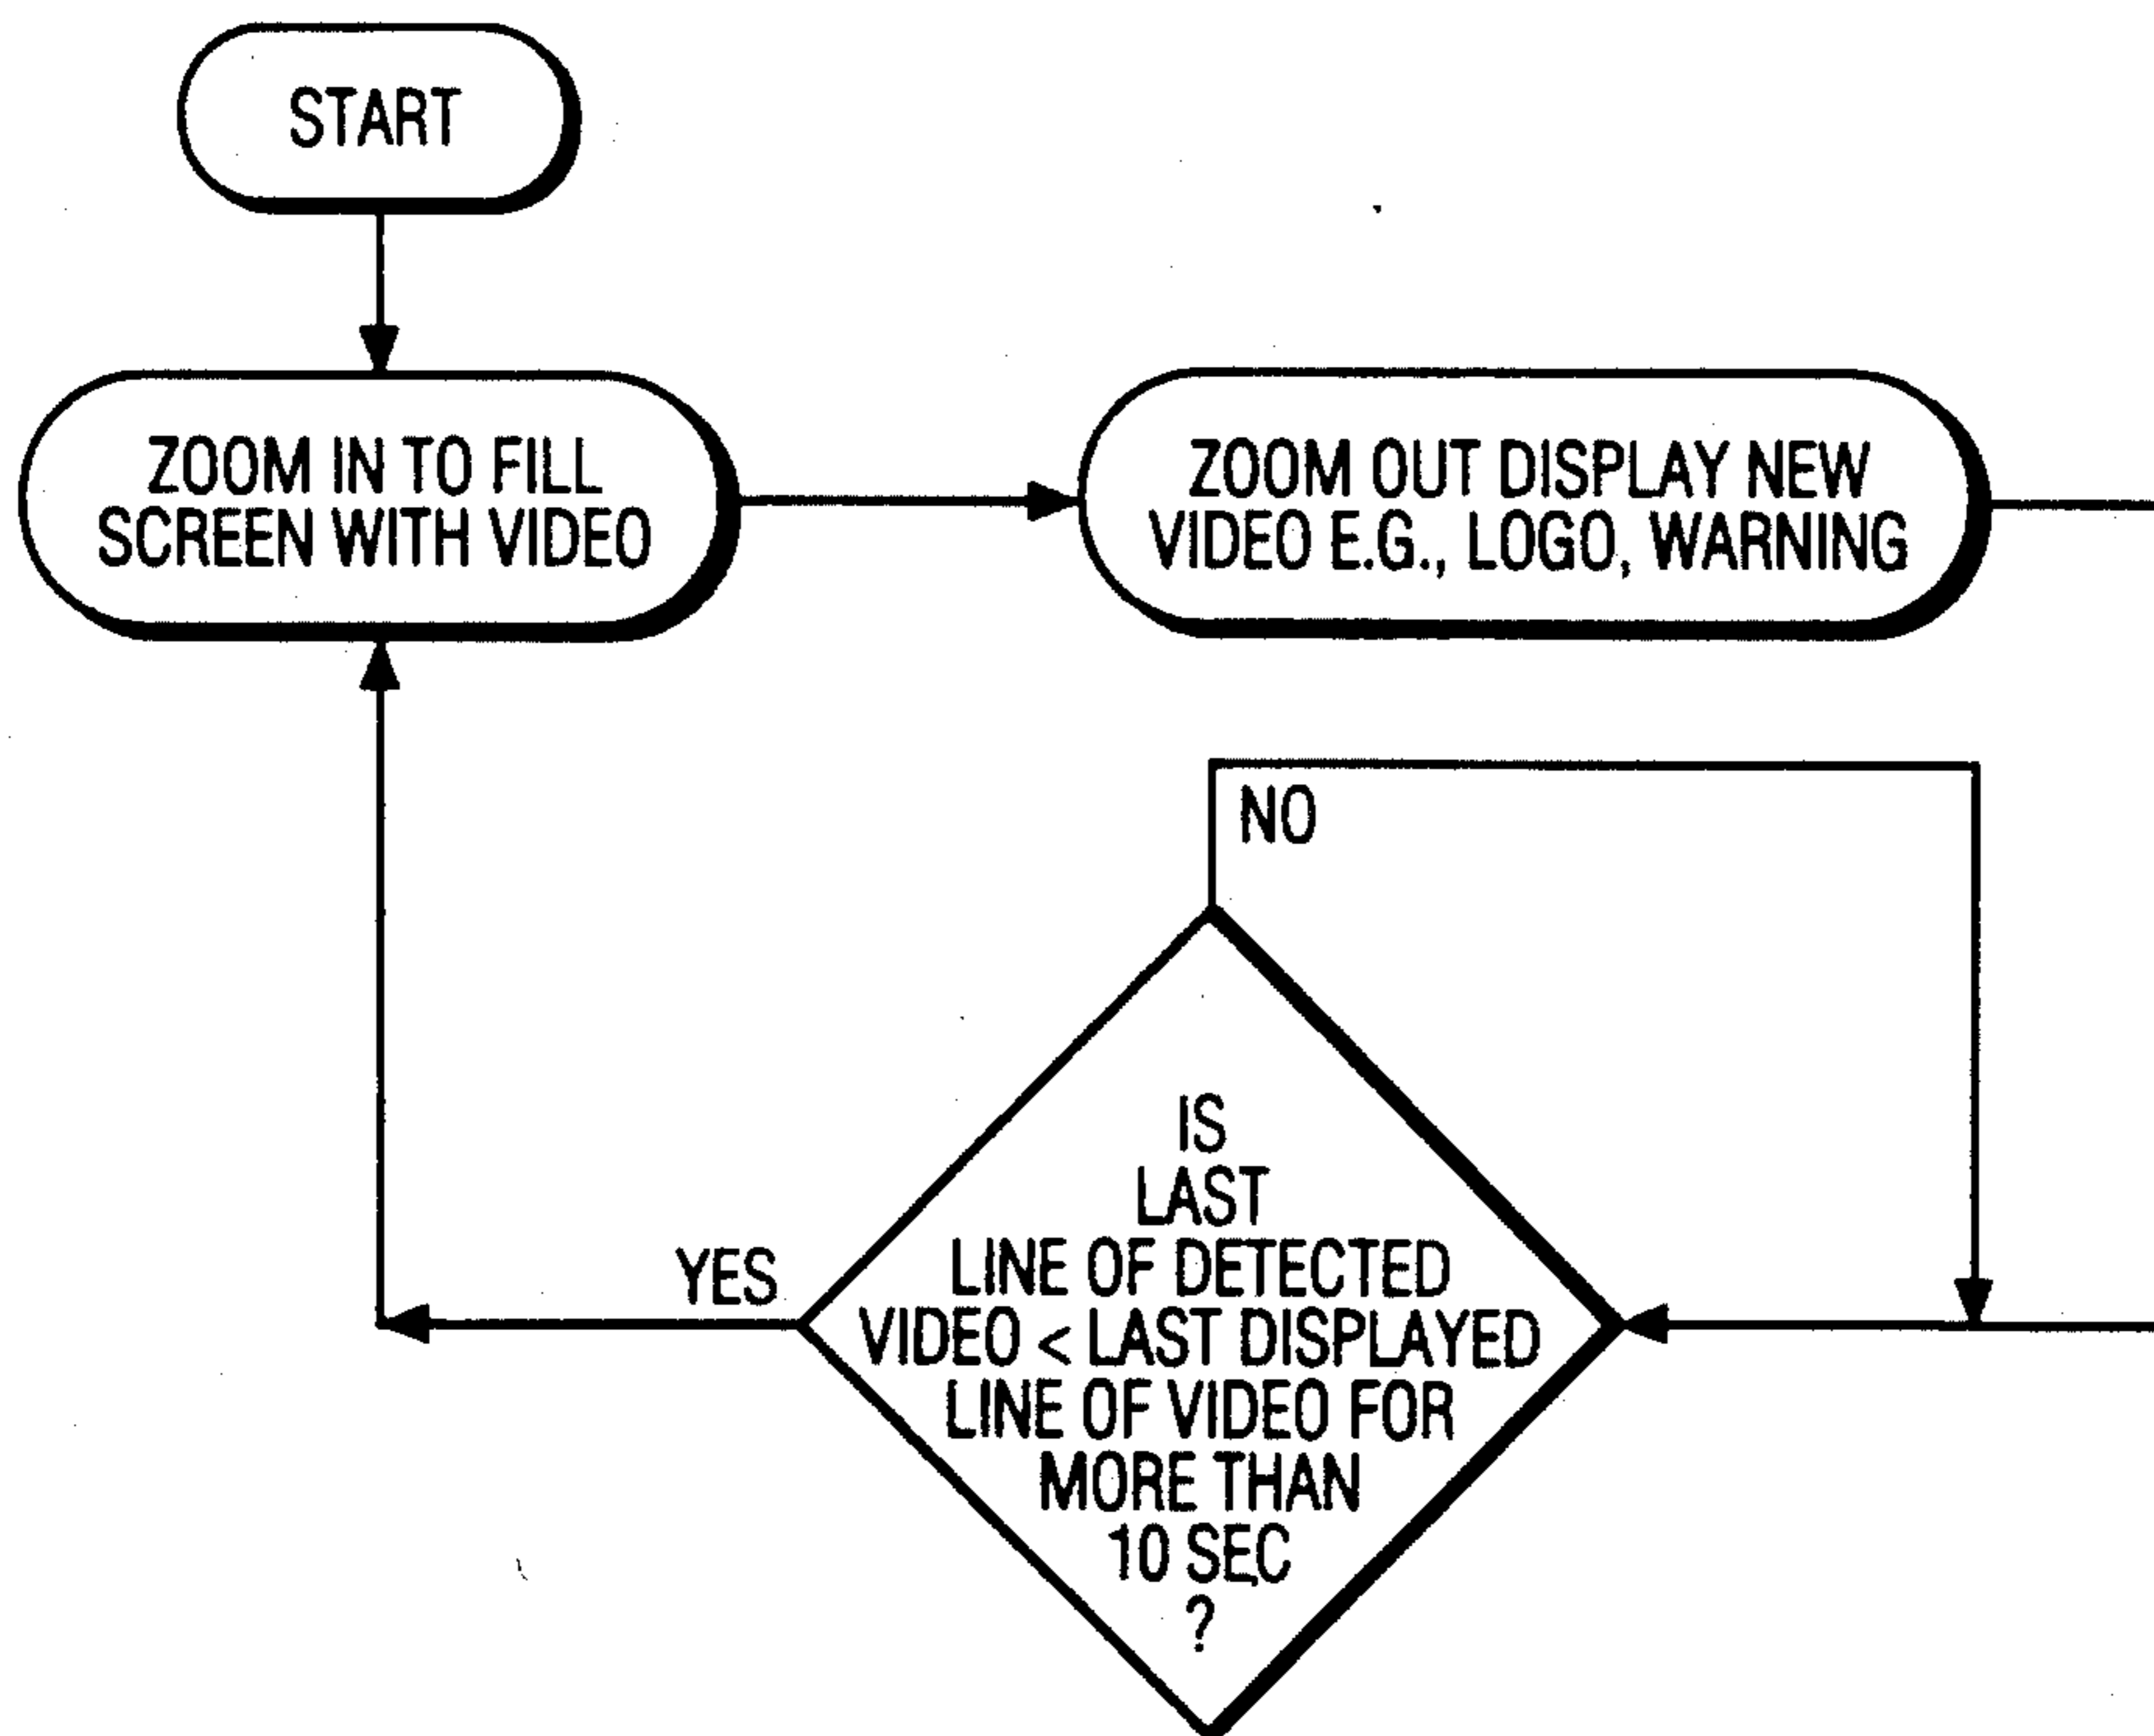 START
ZOOM IN TO FILL
SCREEN WITH VIDEO
ZOOM OUT DISPLAY NEW
VIDEO E.G., LOGO, WARNING
NO
YES
IS
LAST
LINE OF DETECTED
VIDEO < LAST DISPLAYED
LINE OF VIDEO FOR
MORE THAN
10 SEC
?